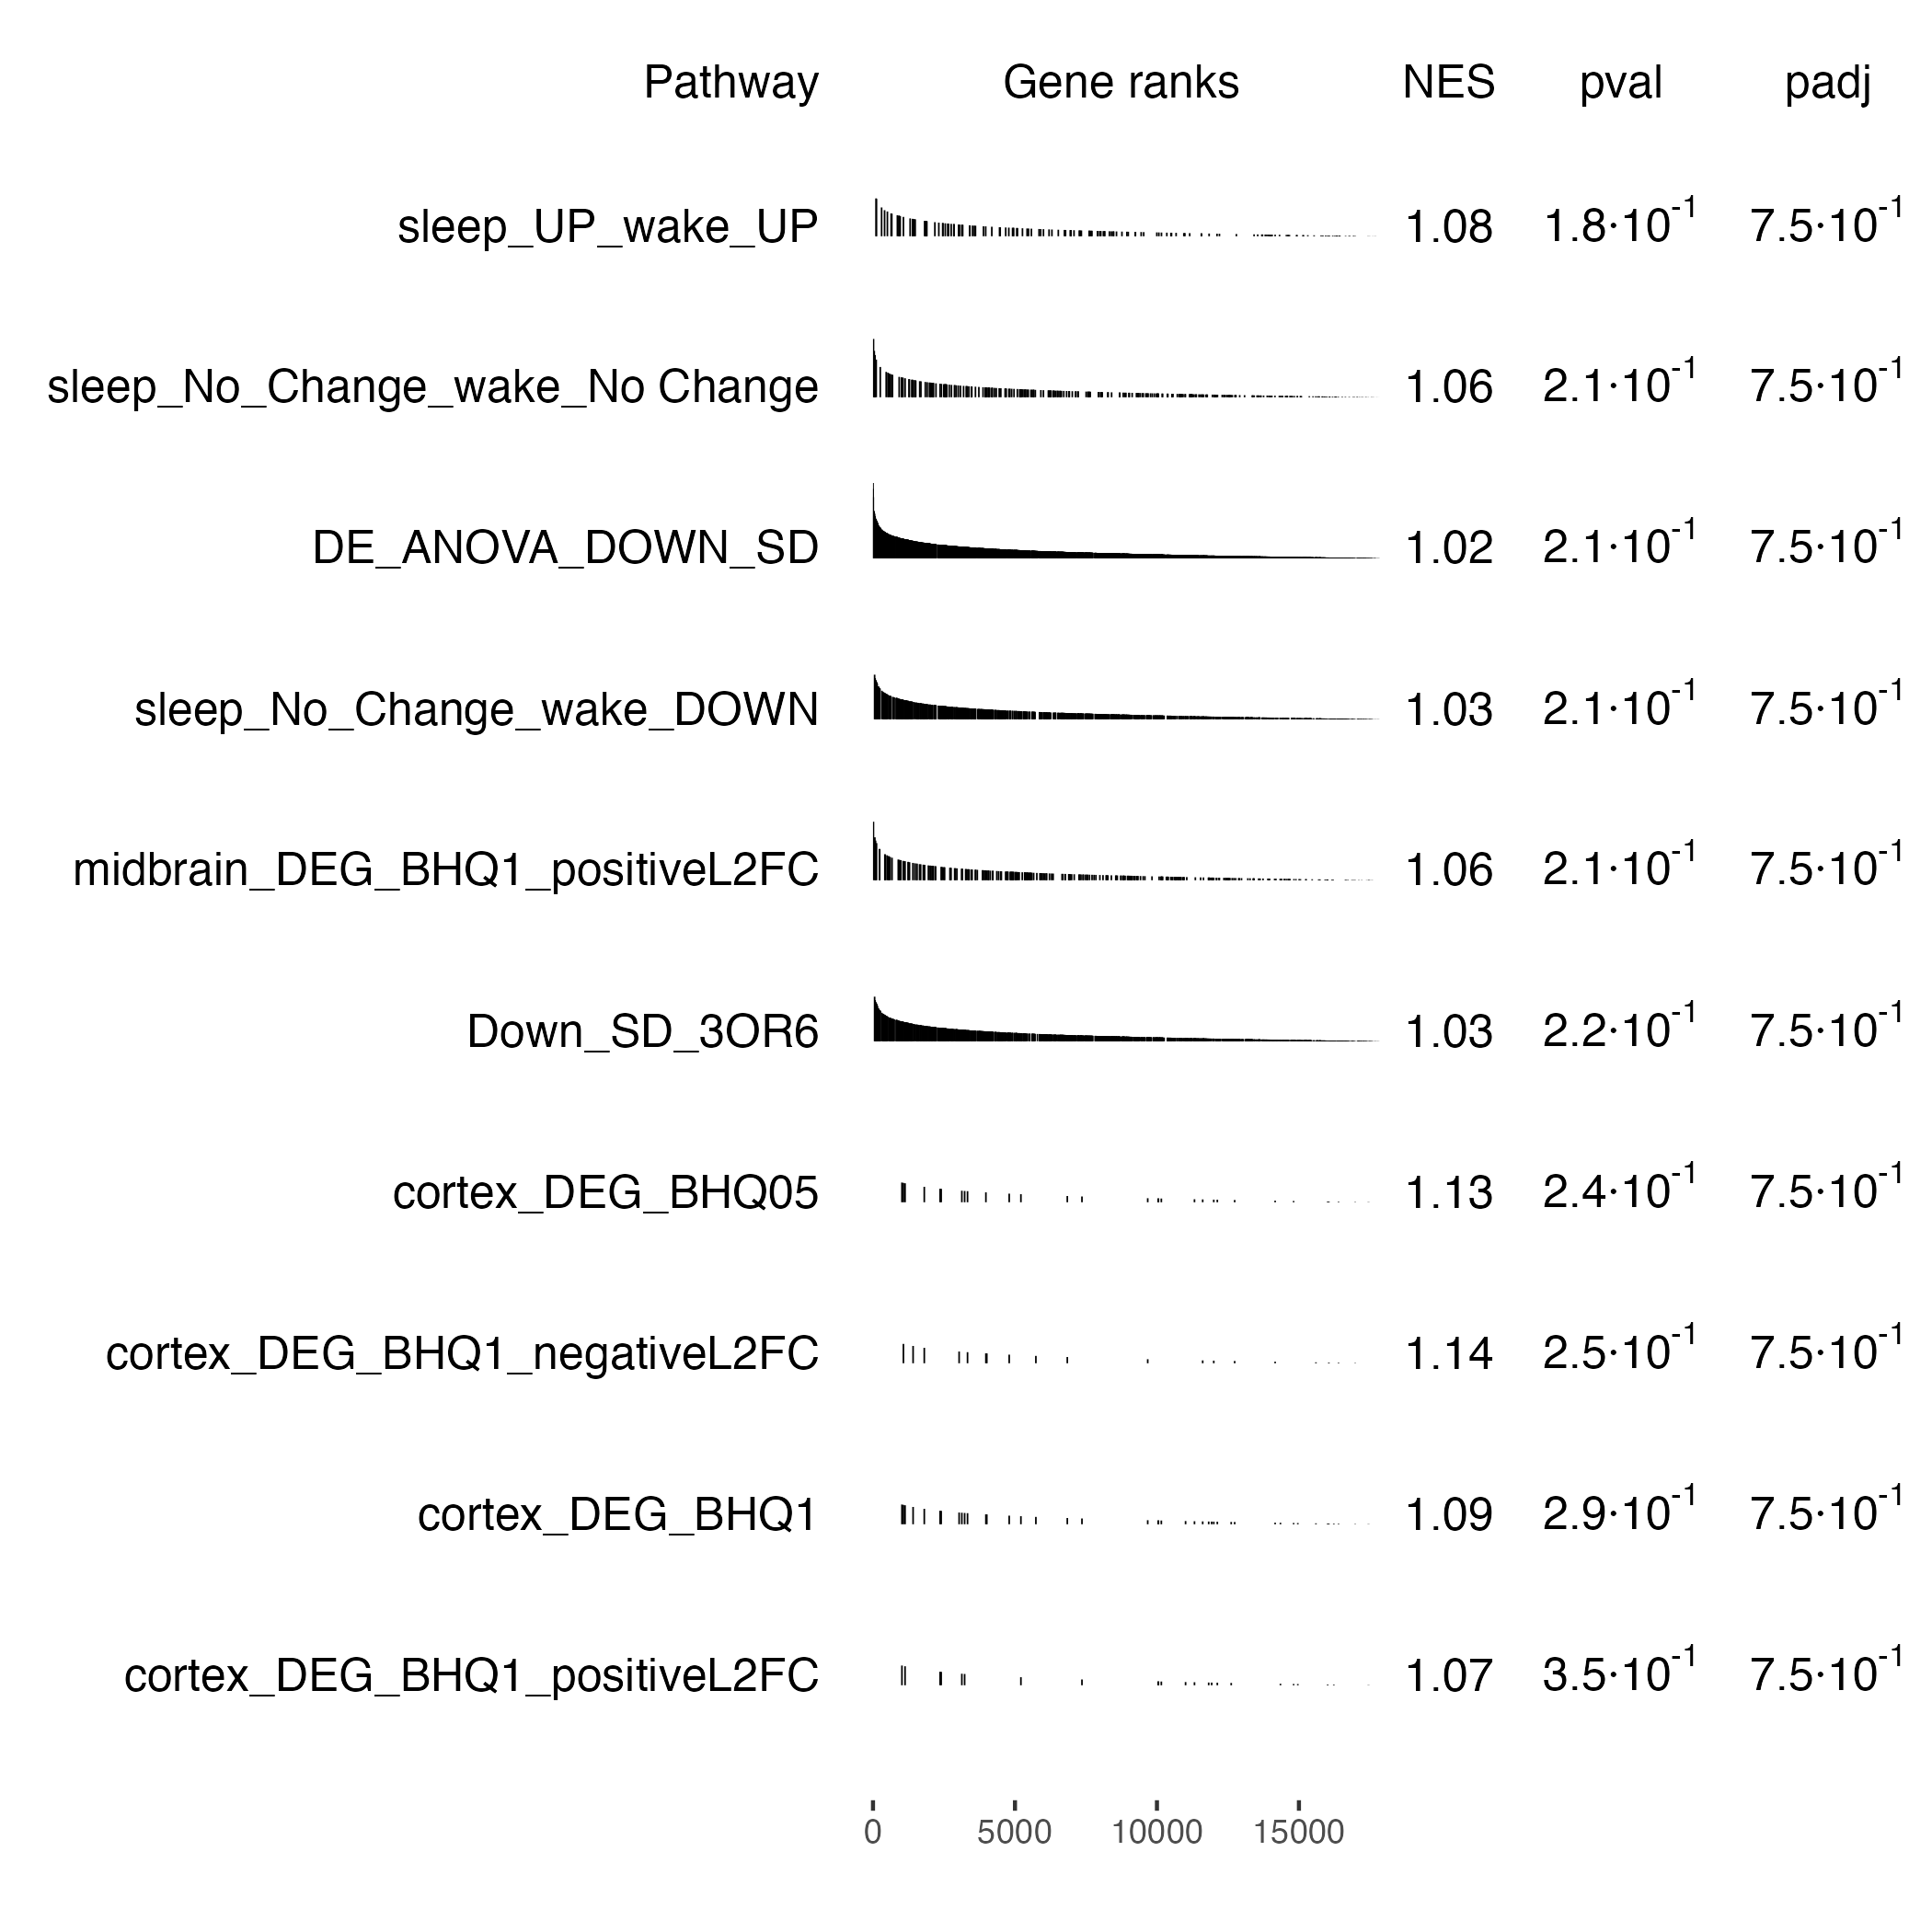 Pathway Gene ranks NES pval padj
sleep_UP_wake_UP 1.08 1.8·10⁻¹ 7.5·10⁻¹
sleep_No_Change_wake_No Change 1.06 2.1·10⁻¹ 7.5·10⁻¹
DE_ANOVA_DOWN_SD 1.02 2.1·10⁻¹ 7.5·10⁻¹
sleep_No_Change_wake_DOWN 1.03 2.1·10⁻¹ 7.5·10⁻¹
midbrain_DEG_BHQ1_positiveL2FC 1.06 2.1·10⁻¹ 7.5·10⁻¹
Down_SD_3OR6 1.03 2.2·10⁻¹ 7.5·10⁻¹
cortex_DEG_BHQ05 1.13 2.4·10⁻¹ 7.5·10⁻¹
cortex_DEG_BHQ1_negativeL2FC 1.14 2.5·10⁻¹ 7.5·10⁻¹
cortex_DEG_BHQ1 1.09 2.9·10⁻¹ 7.5·10⁻¹
cortex_DEG_BHQ1_positiveL2FC 1.07 3.5·10⁻¹ 7.5·10⁻¹
0 5000 10000 15000